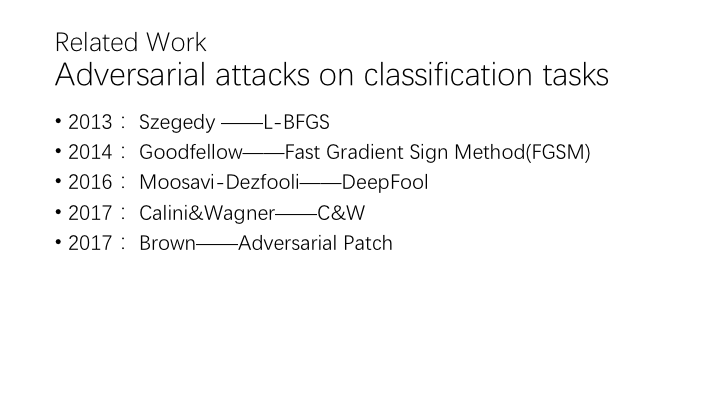 Related Work
Adversarial attacks on classification tasks
• 2013： Szegedy ——L-BFGS
• 2014： Goodfellow——Fast Gradient Sign Method(FGSM)
• 2016： Moosavi-Dezfooli——DeepFool
• 2017： Calini&Wagner——C&W
• 2017： Brown——Adversarial Patch